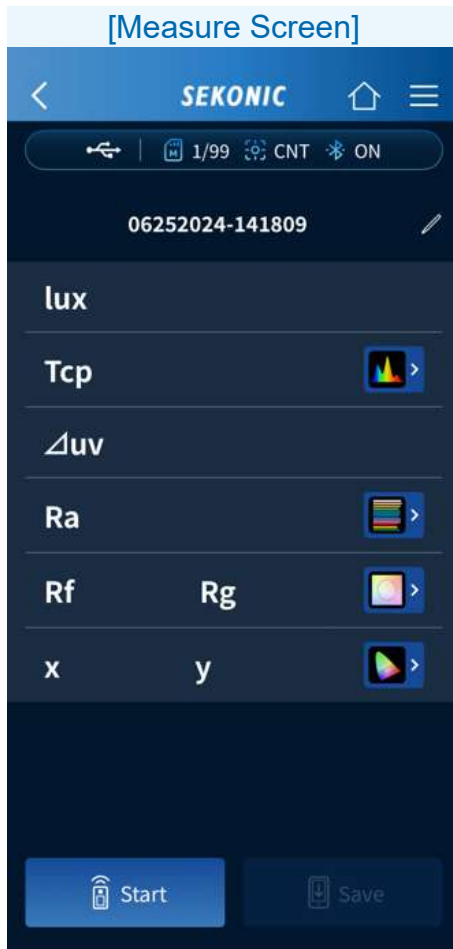 [Measure Screen]
SEKONIC
1/99 CNT ON
06252024-141809
lux
Tcp
⊿uv
Ra
Rf Rg
x y
Start Save